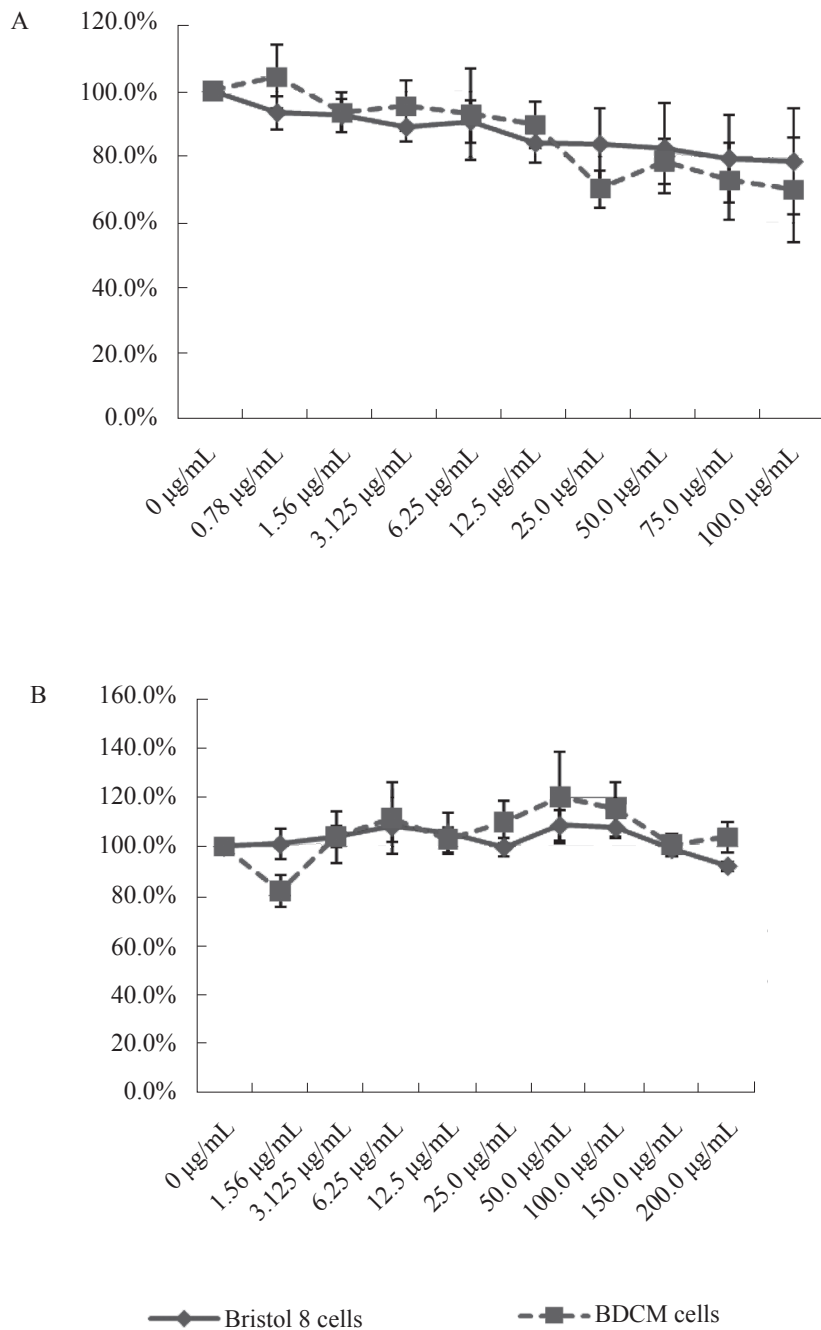 A
120.0%
100.0%
80.0%
60.0%
40.0%
20.0%
0.0%
0 µg/mL
0.78 µg/mL
1.56 µg/mL
3.125 µg/mL
6.25 µg/mL
12.5 µg/mL
25.0 µg/mL
50.0 µg/mL
75.0 µg/mL
100.0 µg/mL
B
160.0%
140.0%
120.0%
100.0%
80.0%
60.0%
40.0%
20.0%
0.0%
0 µg/mL
1.56 µg/mL
3.125 µg/mL
6.25 µg/mL
12.5 µg/mL
25.0 µg/mL
50.0 µg/mL
100.0 µg/mL
150.0 µg/mL
200.0 µg/mL
Bristol 8 cells BDCM cells